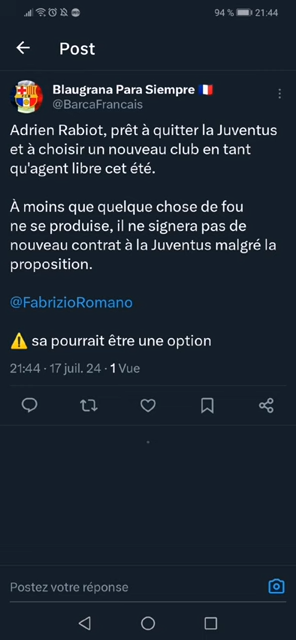 94 % 21:44
Post
Blaugrana Para Siempre 🇫🇷
@BarcaFrancais
Adrien Rabiot, prêt à quitter la Juventus
et à choisir un nouveau club en tant
qu'agent libre cet été.
À moins que quelque chose de fou
ne se produise, il ne signera pas de
nouveau contrat à la Juventus malgré la
proposition.
@FabrizioRomano
⚠️ sa pourrait être une option
21:44 · 17 juil. 24 · 1 Vue
Postez votre réponse